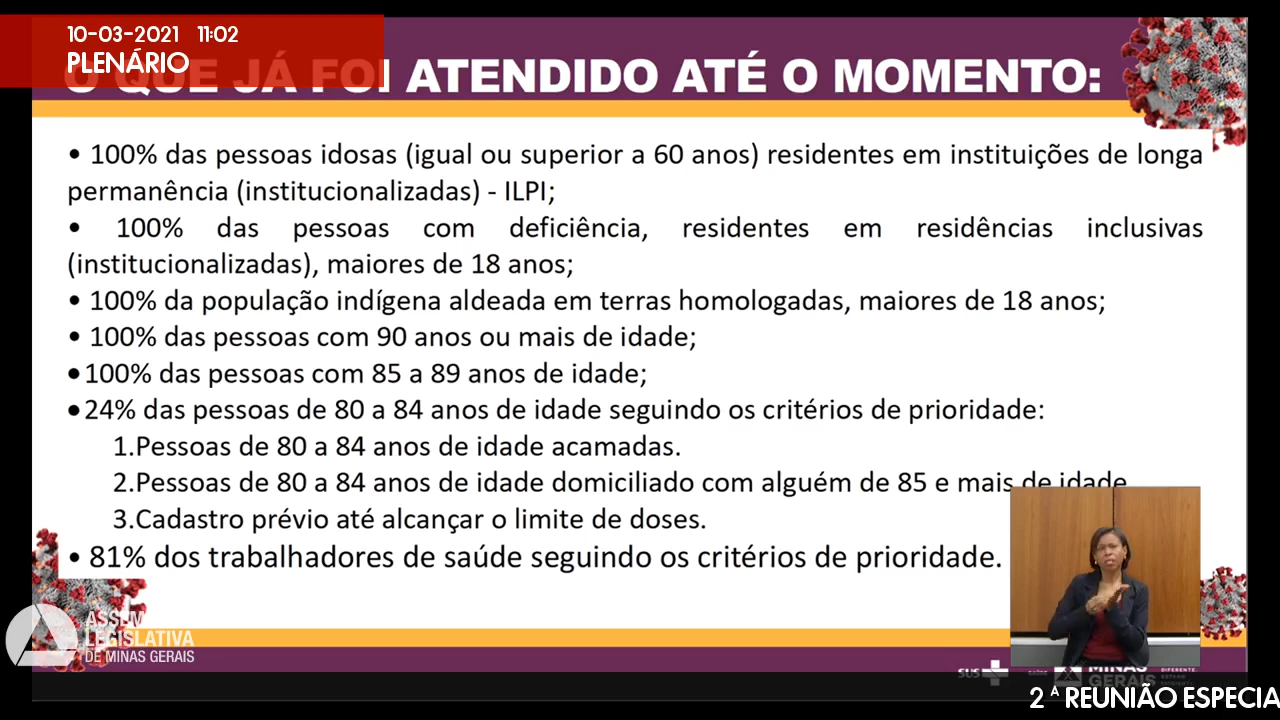 10-03-2021 11:02
PLENÁRIO
O QUE JÁ FOI ATENDIDO ATÉ O MOMENTO:
• 100% das pessoas idosas (igual ou superior a 60 anos) residentes em instituições de longa
permanência (institucionalizadas) - ILPI;
• 100% das pessoas com deficiência, residentes em residências inclusivas
(institucionalizadas), maiores de 18 anos;
• 100% da população indígena aldeada em terras homologadas, maiores de 18 anos;
• 100% das pessoas com 90 anos ou mais de idade;
•100% das pessoas com 85 a 89 anos de idade;
•24% das pessoas de 80 a 84 anos de idade seguindo os critérios de prioridade:
1.Pessoas de 80 a 84 anos de idade acamadas.
2.Pessoas de 80 a 84 anos de idade domiciliado com alguém de 85 e mais de idade
3.Cadastro prévio até alcançar o limite de doses.
• 81% dos trabalhadores de saúde seguindo os critérios de prioridade.
ASSEM
LEGISLATIVA
DE MINAS GERAIS
SUS
MINAS
GERAIS
DIFERENTE.
2ª REUNIÃO ESPECIA